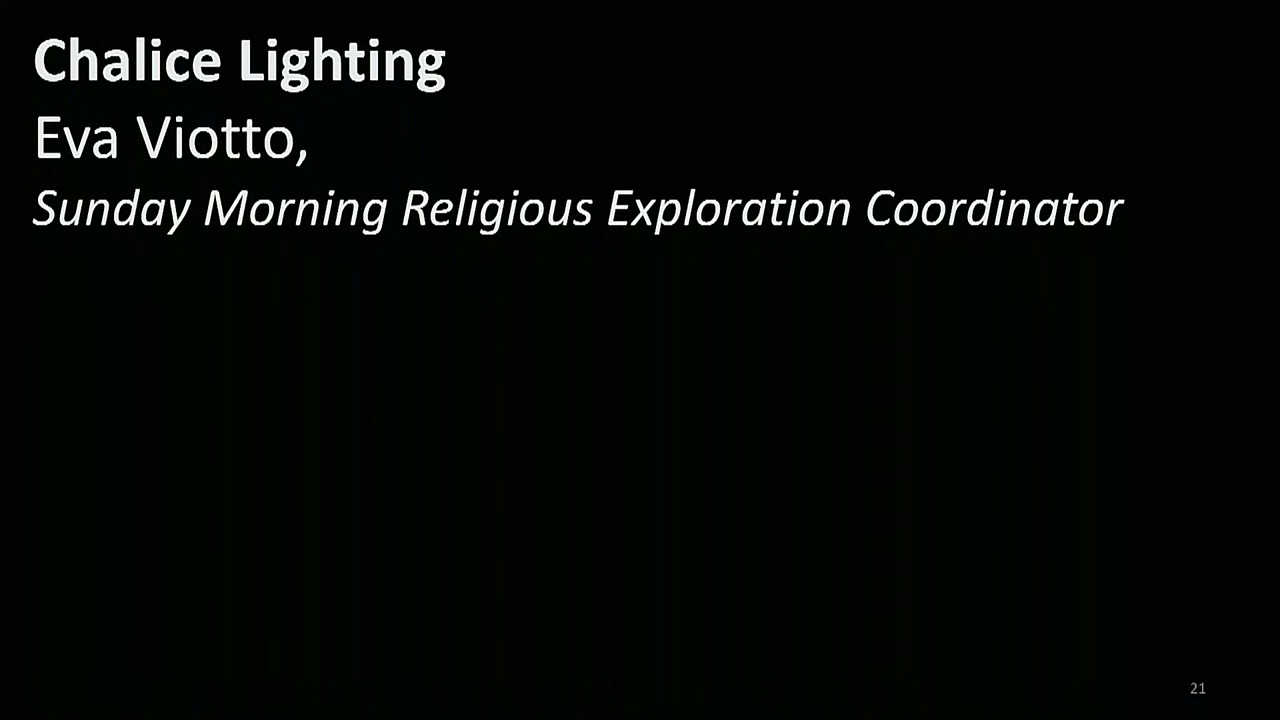 Chalice Lighting
Eva Viotto,
Sunday Morning Religious Exploration Coordinator
21